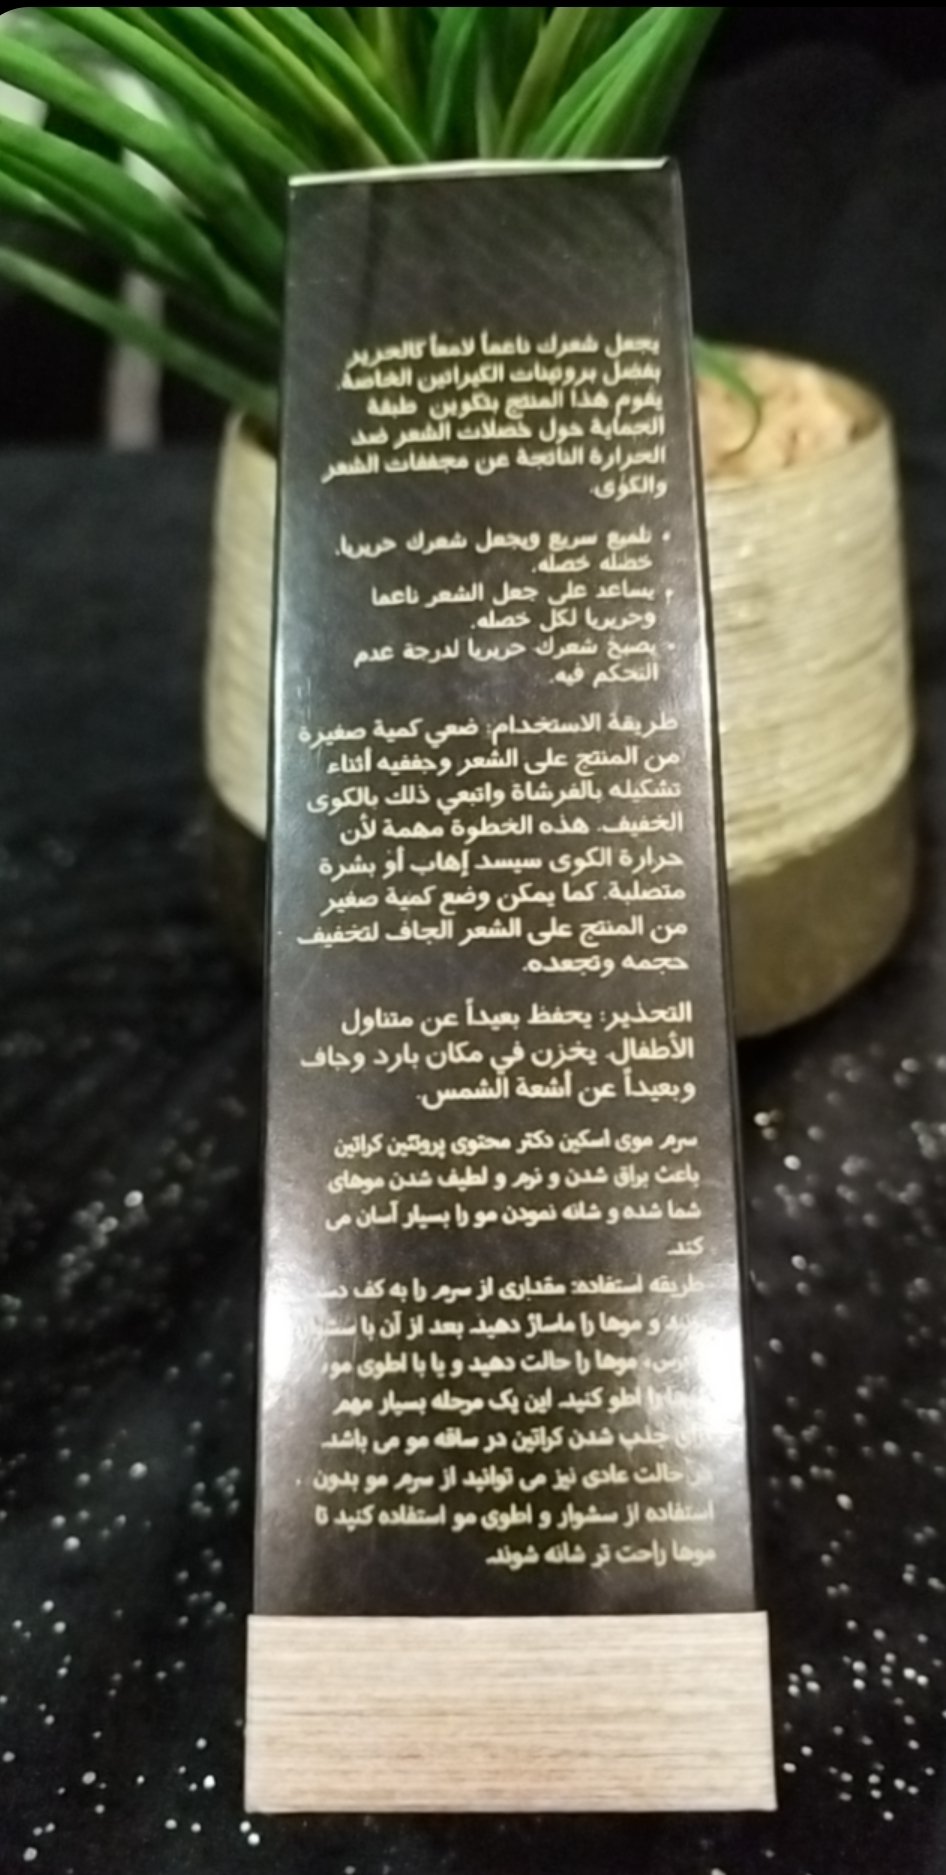 يجعل شعرك ناعماً لامعاً كالحرير
بفضل بروتينات الكيراتين الخاصة.
يقوم هذا المنتج بتكوين طبقة
الحماية حول خصلات الشعر ضد
الحرارة الناتجة عن مجففات الشعر
والكوى.
• تلميع سريع ويجعل شعرك حريريا.
خصله خصله.
• يساعد على جعل الشعر ناعما
وحريريا لكل خصله.
• يصبح شعرك حريريا لدرجة عدم
التحكم فيه.
طريقة الاستخدام: ضعي كمية صغيرة
من المنتج على الشعر وجففيه أثناء
تشكيله بالفرشاة واتبعي ذلك بالكوى
الخفيف. هذه الخطوة مهمة لأن
حرارة الكوى سيسد إهاب أو بشرة
متصلبة. كما يمكن وضع كمية صغير
من المنتج على الشعر الجاف لتخفيف
حجمه وتجعده.
التحذير: يحفظ بعيداً عن متناول
الأطفال. يخزن في مكان بارد وجاف
وبعيداً عن أشعة الشمس.
سرم موی اسکین دکتر محتوی پروتئین کراتین
باعث براق شدن و نرم و لطیف شدن موهای
شما شده و شانه نمودن مو را بسیار آسان می
کند.
طریقه استفاده: مقداری از سرم را به کف
و موها را ماساژ دهید. بعد از آن با
موها را حالت دهید و یا با اطوی مو
را اطو کنید. این یک مرحله بسیار مهم
جذب شدن کراتین در ساقه مو می باشد.
در حالت عادی نیز می توانید از سرم مو بدون
استفاده از سشوار و اطوی مو استفاده کنید تا
موها راحت تر شانه شوند.